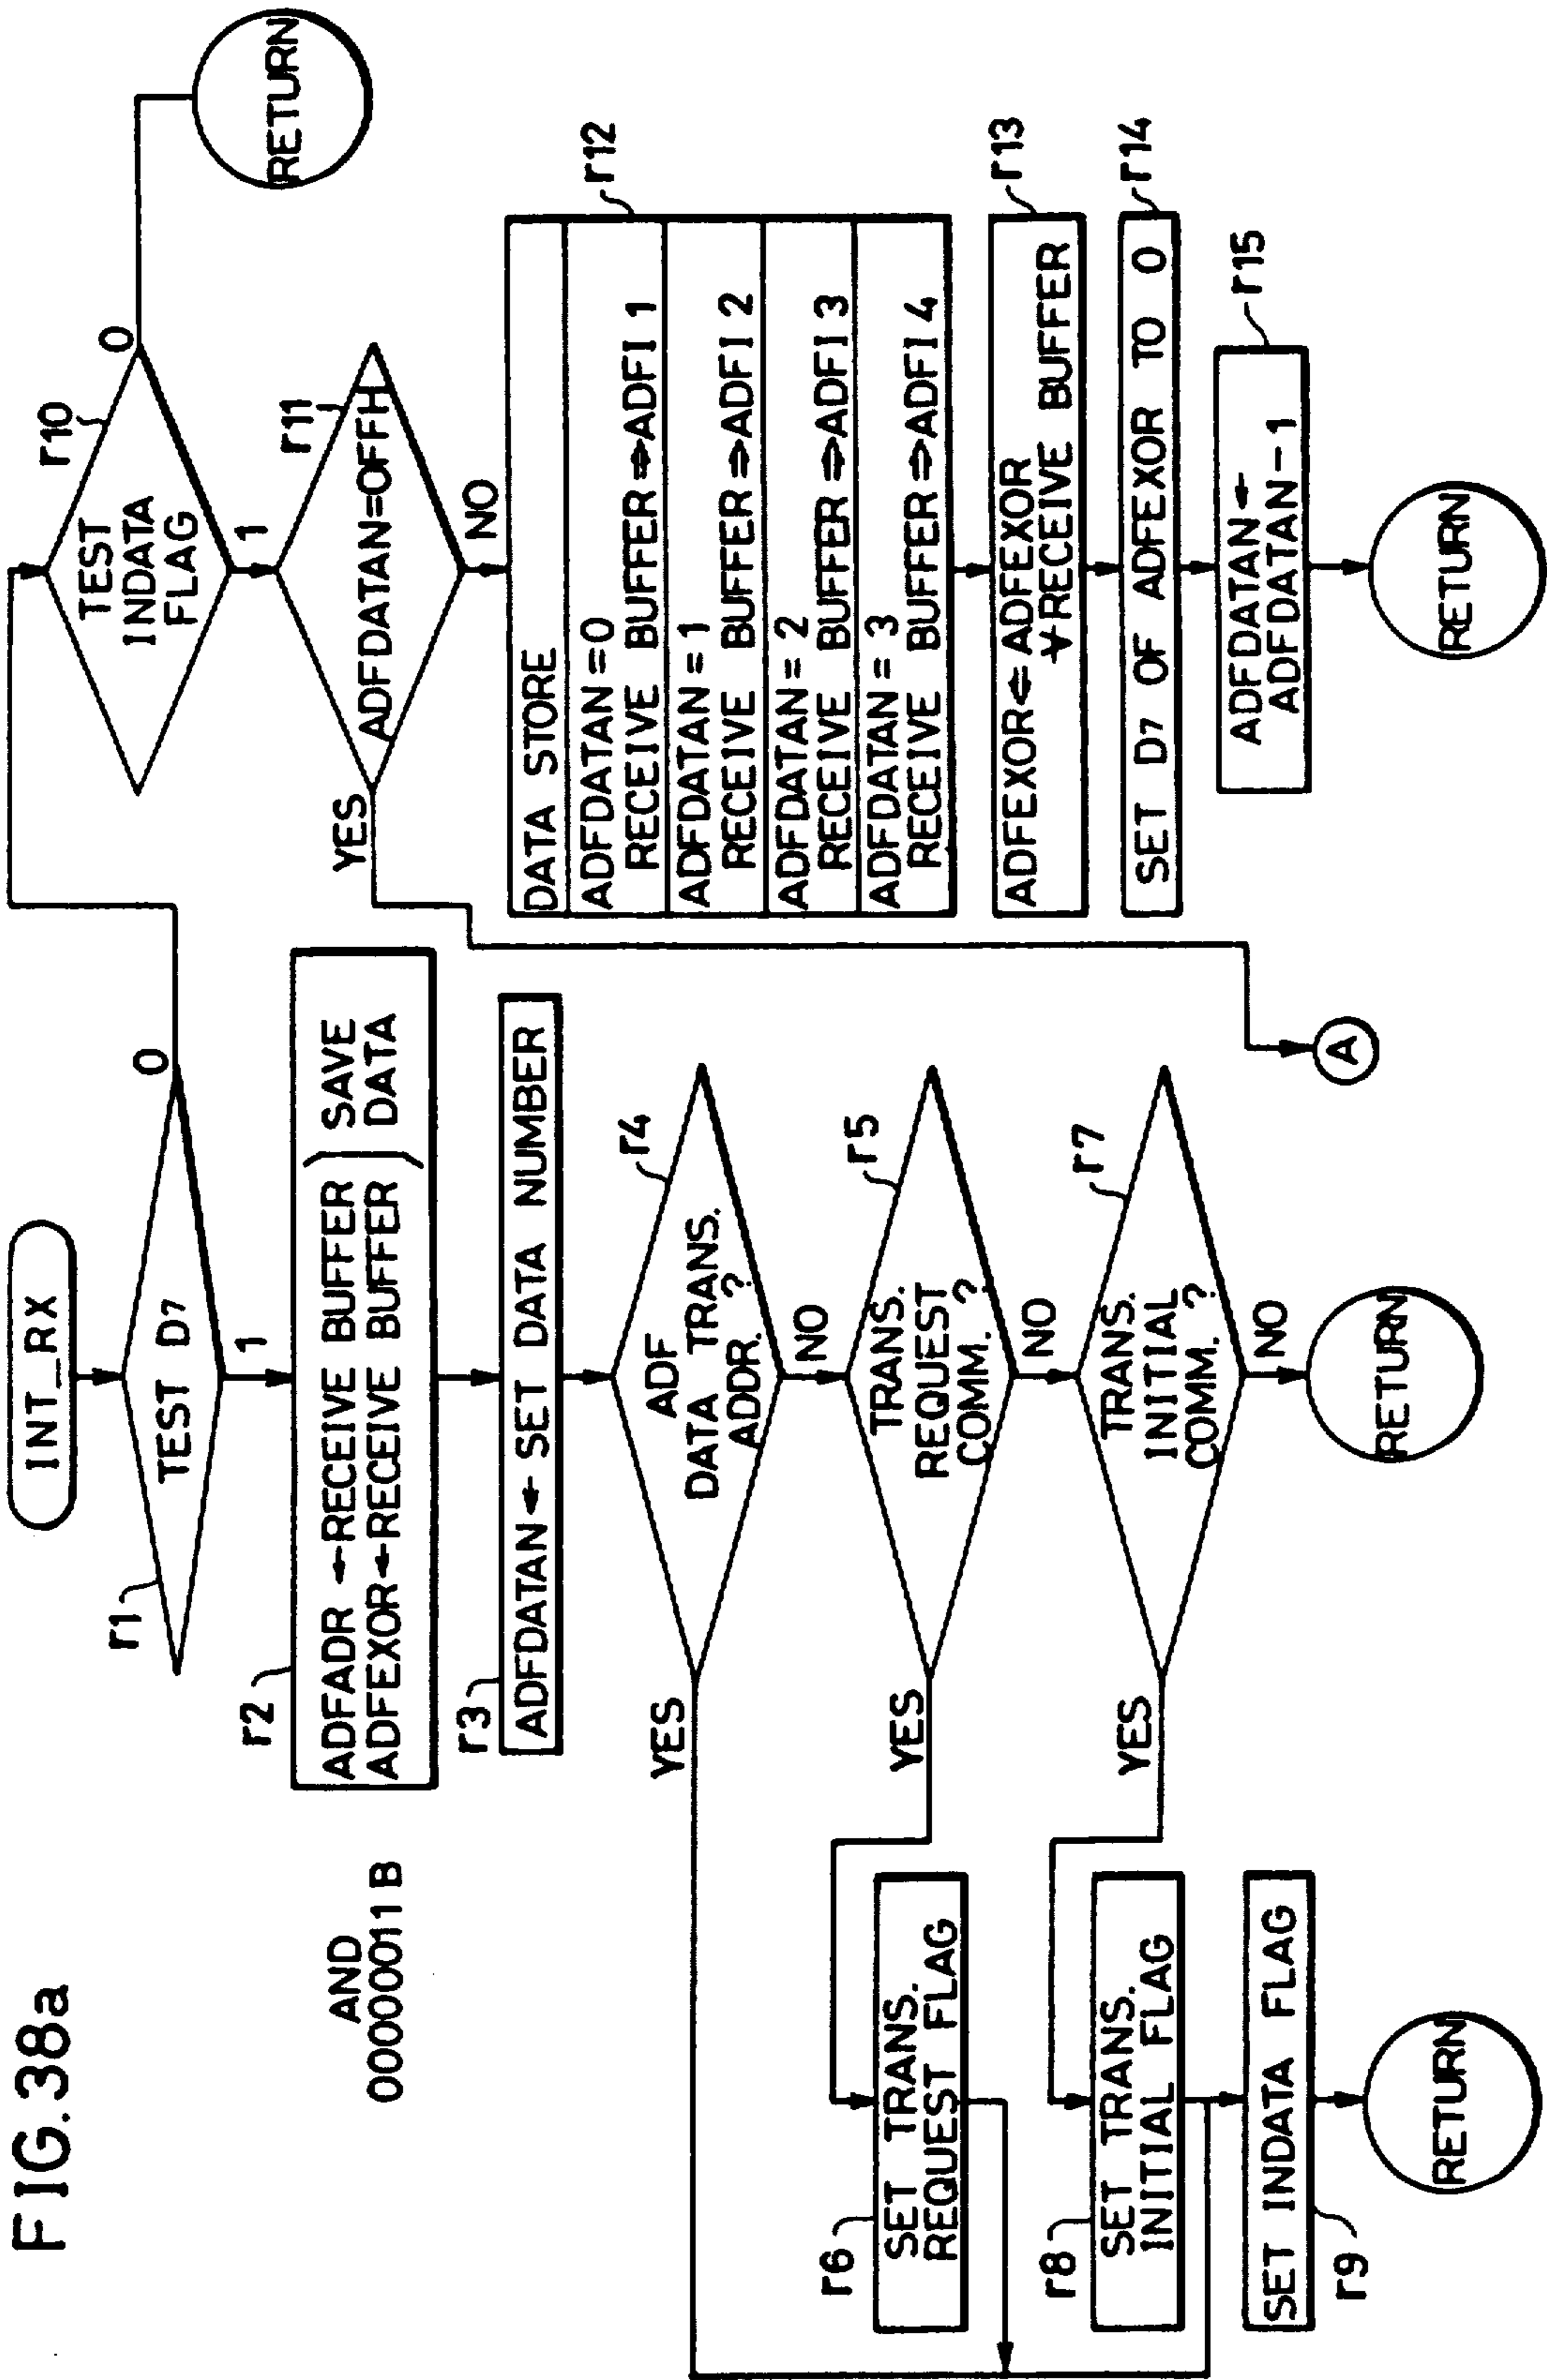 FIG.38a
INT_RX
r1
TEST D7
0
1
AND
00000011B
r2
ADFADR←RECEIVE BUFFER
ADFEXOR←RECEIVE BUFFER
) SAVE
DATA
r3
ADFDATAN←SET DATA NUMBER
r4
ADF
DATA TRANS.
ADDR. ?
YES
NO
r5
TRANS.
REQUEST
COMM. ?
YES
NO
r6
SET TRANS.
REQUEST FLAG
r7
TRANS.
INITIAL
COMM. ?
YES
NO
r8
SET TRANS.
INITIAL FLAG
r9
SET INDATA FLAG
RETURN
RETURN
r10
TEST
INDATA
FLAG
0
RETURN
1
r11
ADFDATAN=0FFH
YES
NO
A
r12
DATA STORE
ADFDATAN=0
RECEIVE BUFFER⇒ADFI 1
ADFDATAN=1
RECEIVE BUFFER⇒ADFI 2
ADFDATAN=2
RECEIVE BUFFER⇒ADFI 3
ADFDATAN=3
RECEIVE BUFFER⇒ADFI 4
r13
ADFEXOR⇐ADFEXOR
∀RECEIVE BUFFER
r14
SET D7 OF ADFEXOR TO 0
r15
ADFDATAN←
ADFDATAN-1
RETURN